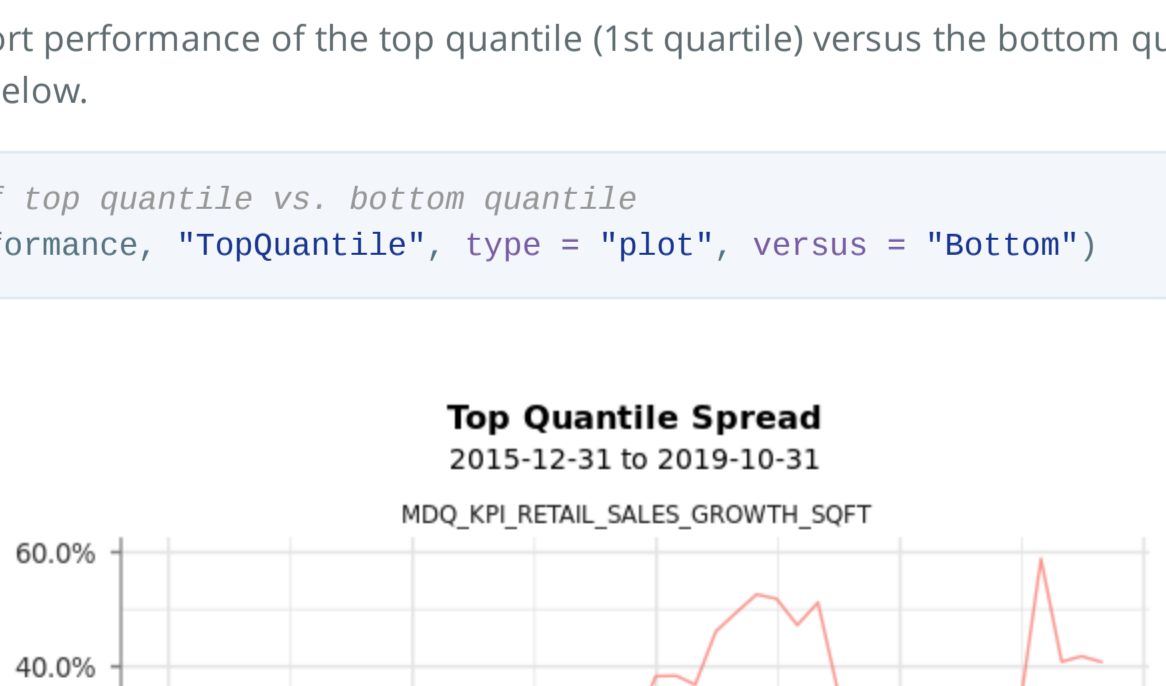 ort performance of the top quantile (1st quartile) versus the bottom qu
elow.
f top quantile vs. bottom quantile
formance, "TopQuantile", type = "plot", versus = "Bottom")
Top Quantile Spread
2015-12-31 to 2019-10-31
MDQ_KPI_RETAIL_SALES_GROWTH_SQFT
60.0%
40.0%